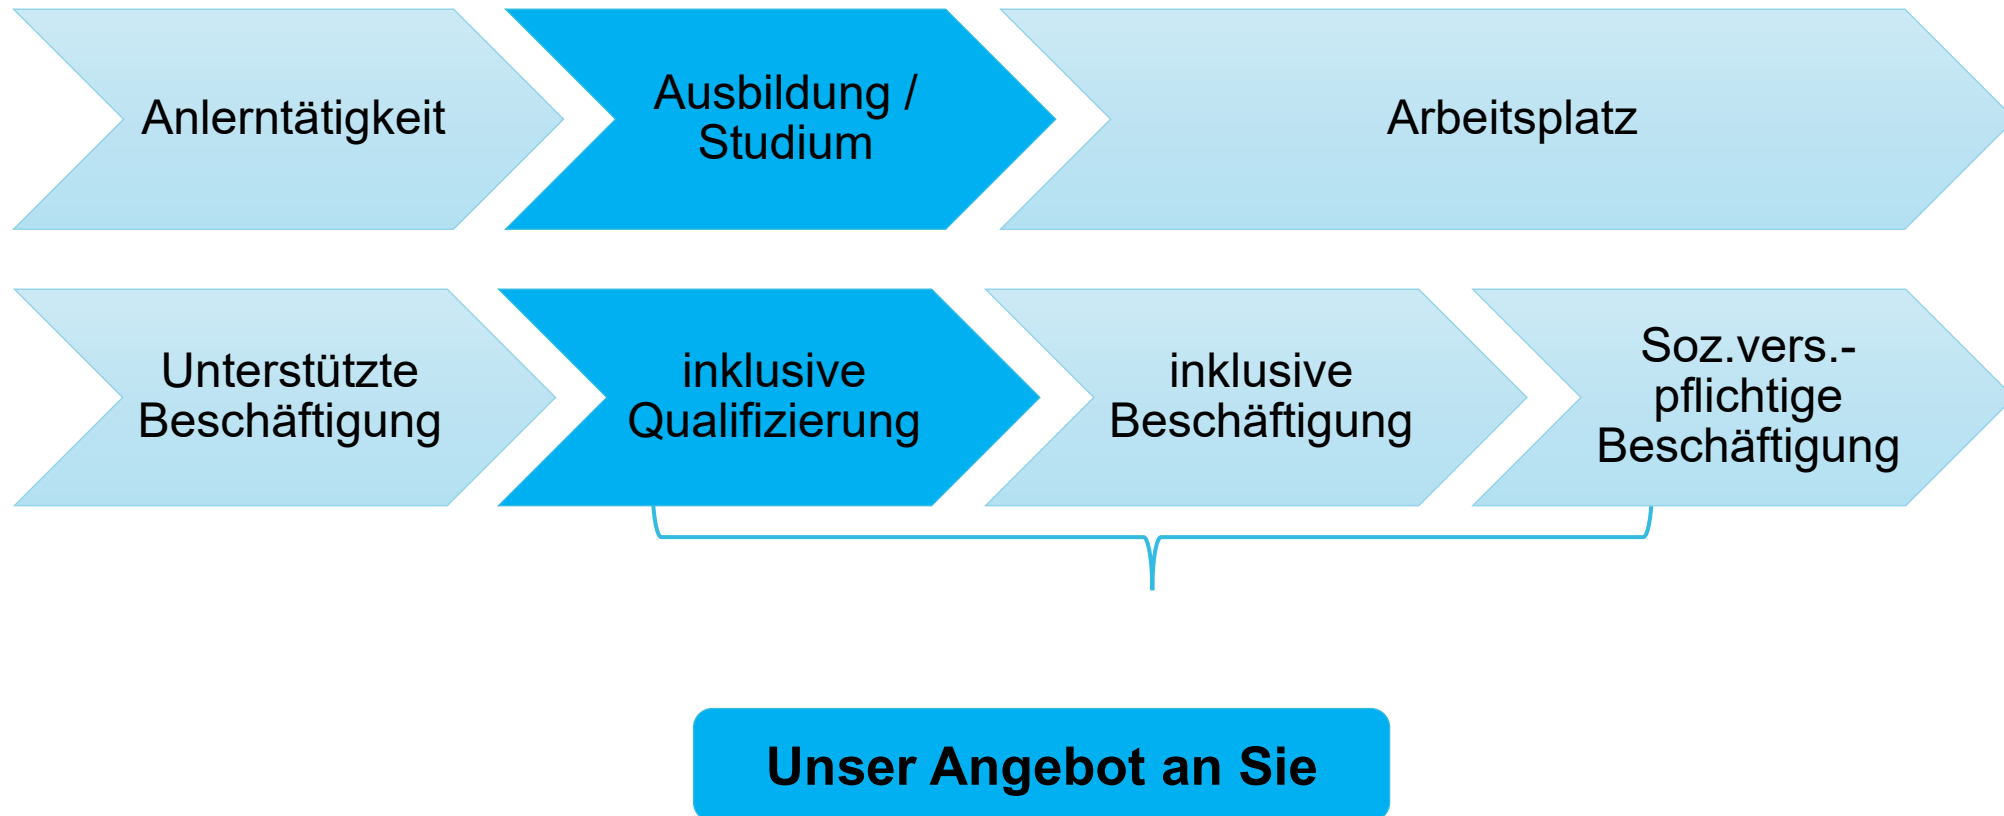 Anlerntätigkeit
Ausbildung /
Studium
Arbeitsplatz
Unterstützte
Beschäftigung
inklusive
Qualifizierung
inklusive
Beschäftigung
Soz.vers.-
pflichtige
Beschäftigung
Unser Angebot an Sie